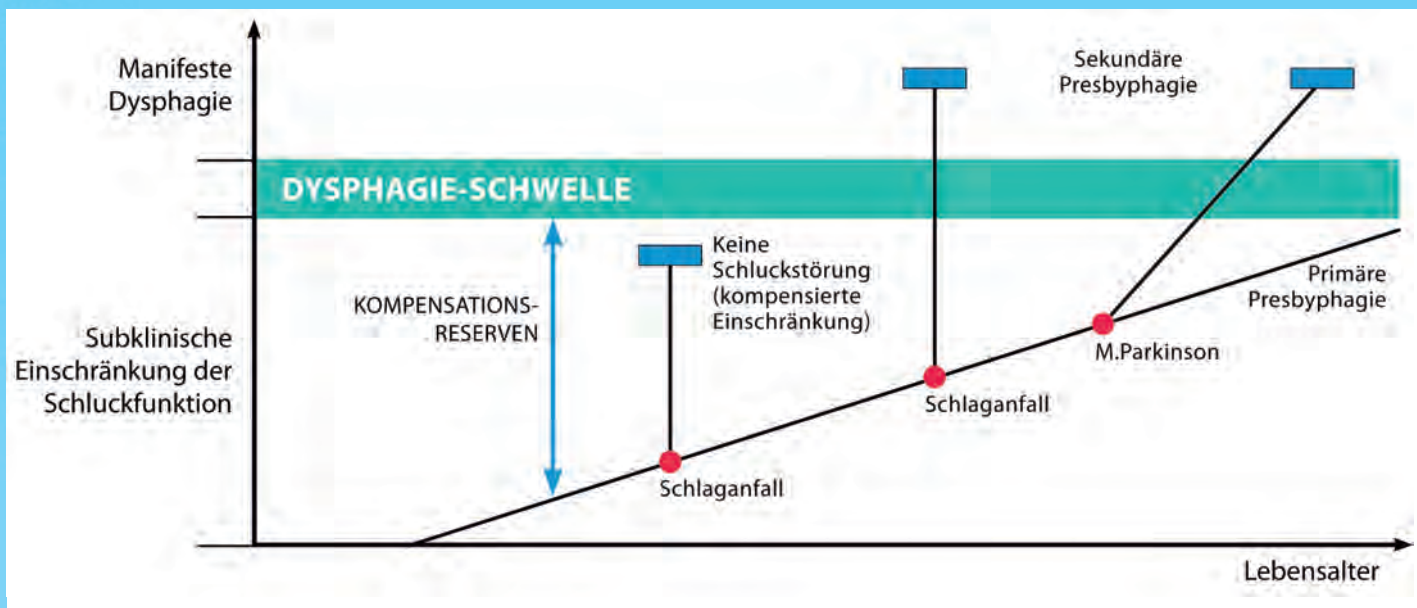 Manifeste
Dysphagie
Sekundäre
Presbyphagie
DYSPHAGIE-SCHWELLE
Keine
Schluckstörung
(kompensierte
Einschränkung)
KOMPENSATIONS-
RESERVEN
Primäre
Presbyphagie
Subklinische
Einschränkung der
Schluckfunktion
M.Parkinson
Schlaganfall
Schlaganfall
Lebensalter